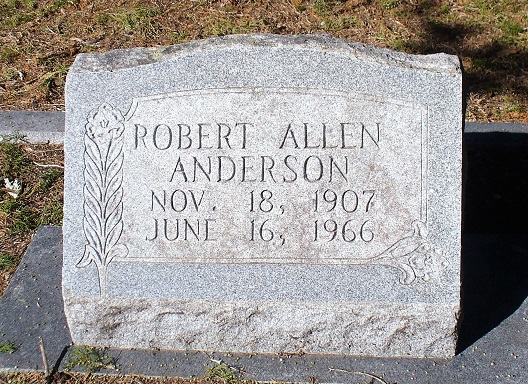 ROBERT ALLEN
ANDERSON
NOV. 18, 1907
JUNE 16, 1966